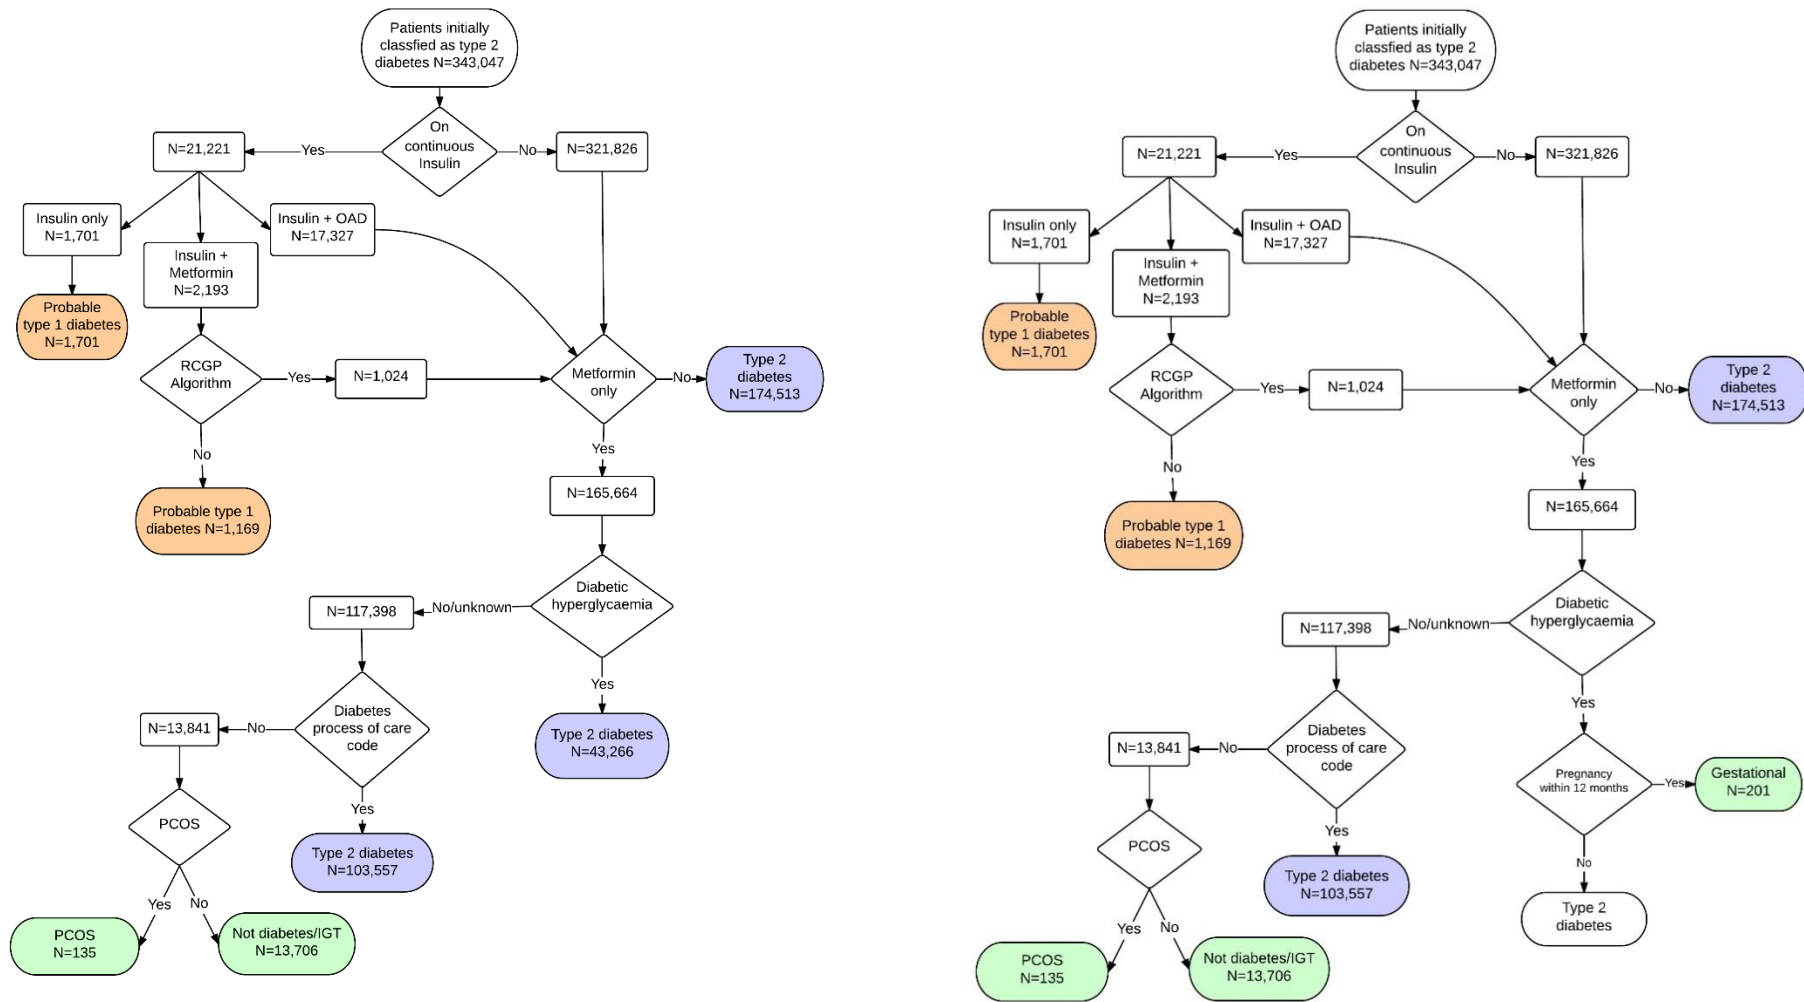 Patients initially
classfied as type 2
diabetes N=343,047
On
continuous
Insulin
Yes
No
N=21,221
N=321,826
Insulin only
N=1,701
Insulin +
Metformin
N=2,193
Insulin + OAD
N=17,327
Probable
type 1 diabetes
N=1,701
RCGP
Algorithm
Yes
N=1,024
Metformin
only
No
Type 2
diabetes
N=174,513
No
Yes
Probable type 1
diabetes N=1,169
N=165,664
Diabetic
hyperglycaemia
No/unknown
N=117,398
Yes
Type 2 diabetes
N=43,266
Diabetes
process of care
code
No
N=13,841
Yes
Type 2 diabetes
N=103,557
PCOS
Yes
No
PCOS
N=135
Not diabetes/IGT
N=13,706
Patients initially
classfied as type 2
diabetes N=343,047
On
continuous
Insulin
Yes
No
N=21,221
N=321,826
Insulin only
N=1,701
Insulin +
Metformin
N=2,193
Insulin + OAD
N=17,327
Probable
type 1 diabetes
N=1,701
RCGP
Algorithm
Yes
N=1,024
Metformin
only
No
Type 2
diabetes
N=174,513
No
Yes
Probable type 1
diabetes N=1,169
N=165,664
Diabetic
hyperglycaemia
No/unknown
N=117,398
Yes
Pregnancy
within 12 months
Yes
Gestational
N=201
No
Type 2
diabetes
Diabetes
process of care
code
No
N=13,841
Yes
Type 2 diabetes
N=103,557
PCOS
Yes
No
PCOS
N=135
Not diabetes/IGT
N=13,706